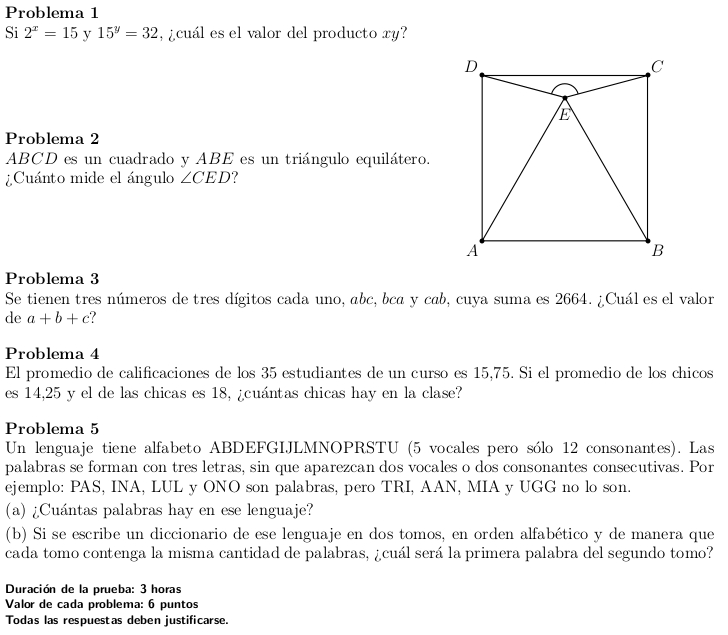 Problema 1
Si 2^x = 15 y 15^y = 32, ¿cuál es el valor del producto xy?
D
C
E
A
B
Problema 2
ABCD es un cuadrado y ABE es un triángulo equilátero.
¿Cuánto mide el ángulo ∠CED?
Problema 3
Se tienen tres números de tres dígitos cada uno, abc, bca y cab, cuya suma es 2664. ¿Cuál es el valor
de a + b + c?
Problema 4
El promedio de calificaciones de los 35 estudiantes de un curso es 15,75. Si el promedio de los chicos
es 14,25 y el de las chicas es 18, ¿cuántas chicas hay en la clase?
Problema 5
Un lenguaje tiene alfabeto ABDEFGIJLMNOPRSTU (5 vocales pero sólo 12 consonantes). Las
palabras se forman con tres letras, sin que aparezcan dos vocales o dos consonantes consecutivas. Por
ejemplo: PAS, INA, LUL y ONO son palabras, pero TRI, AAN, MIA y UGG no lo son.
(a) ¿Cuántas palabras hay en ese lenguaje?
(b) Si se escribe un diccionario de ese lenguaje en dos tomos, en orden alfabético y de manera que
cada tomo contenga la misma cantidad de palabras, ¿cuál será la primera palabra del segundo tomo?
Duración de la prueba: 3 horas
Valor de cada problema: 6 puntos
Todas las respuestas deben justificarse.